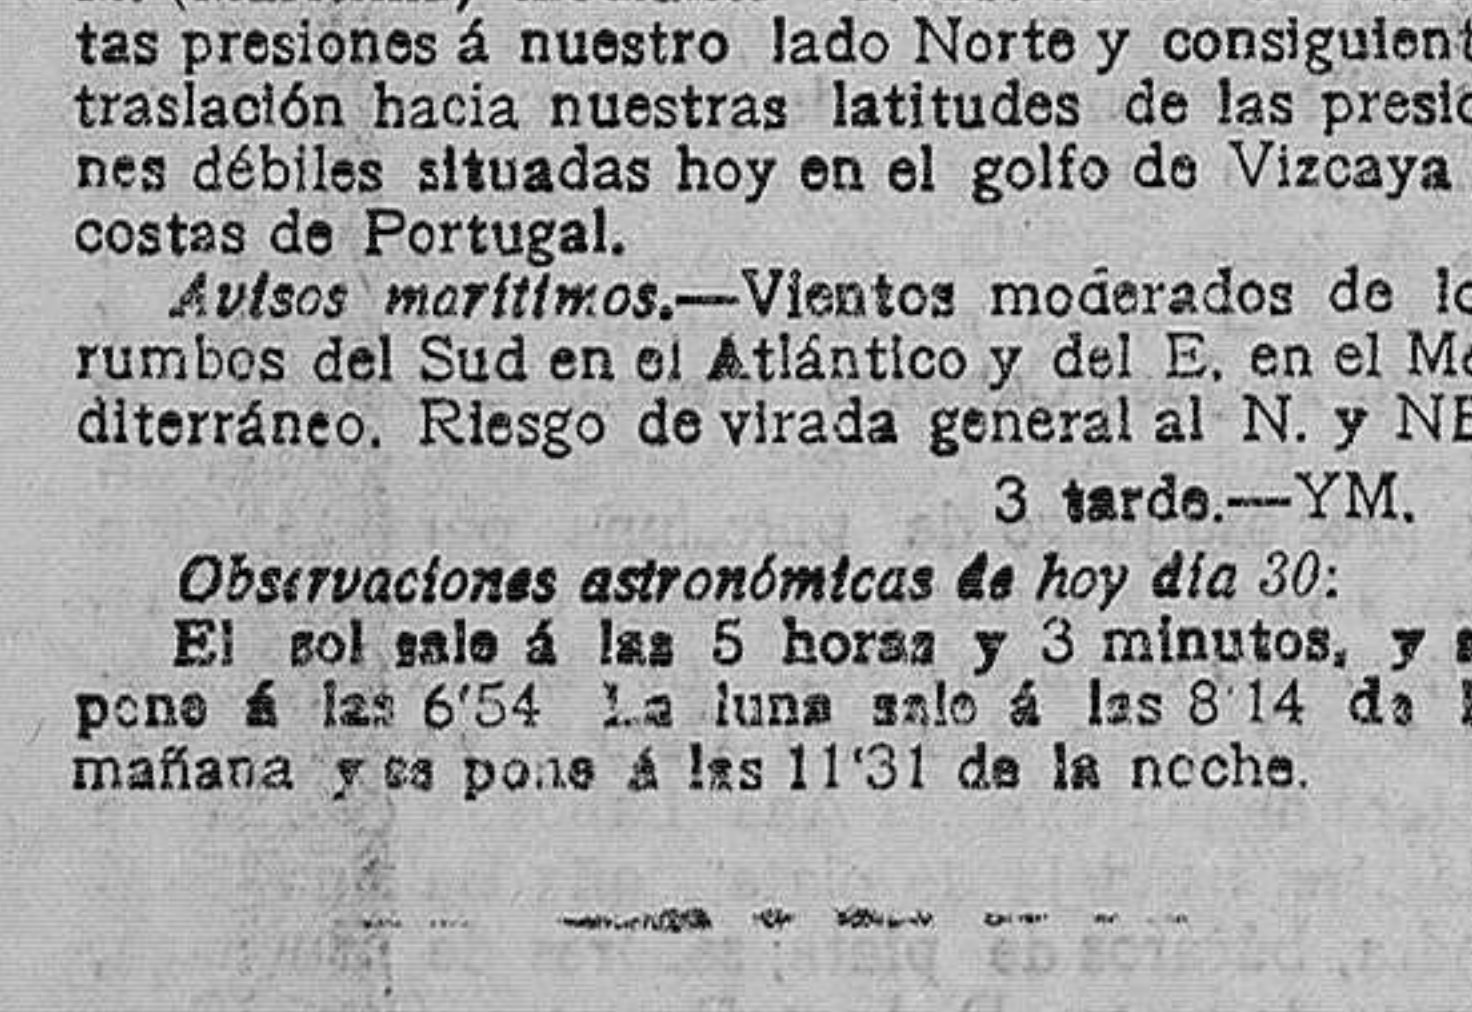 tas presiones á nuestro lado Norte y consiguient
traslación hacia nuestras latitudes de las presio
nes débiles situadas hoy en el golfo de Vizcaya
costas de Portugal.
Avisos marítimos.—Vientos moderados de lo
rumbos del Sud en el Atlántico y del E. en el Me
diterráneo. Riesgo de virada general al N. y NE
3 tarde.—YM.
Observaciones astronómicas de hoy día 30:
El sol sale á las 5 horas y 3 minutos, y s
pone á las 6'54 La luna sale á las 8'14 de l
mañana y se pone á las 11'31 de la noche.